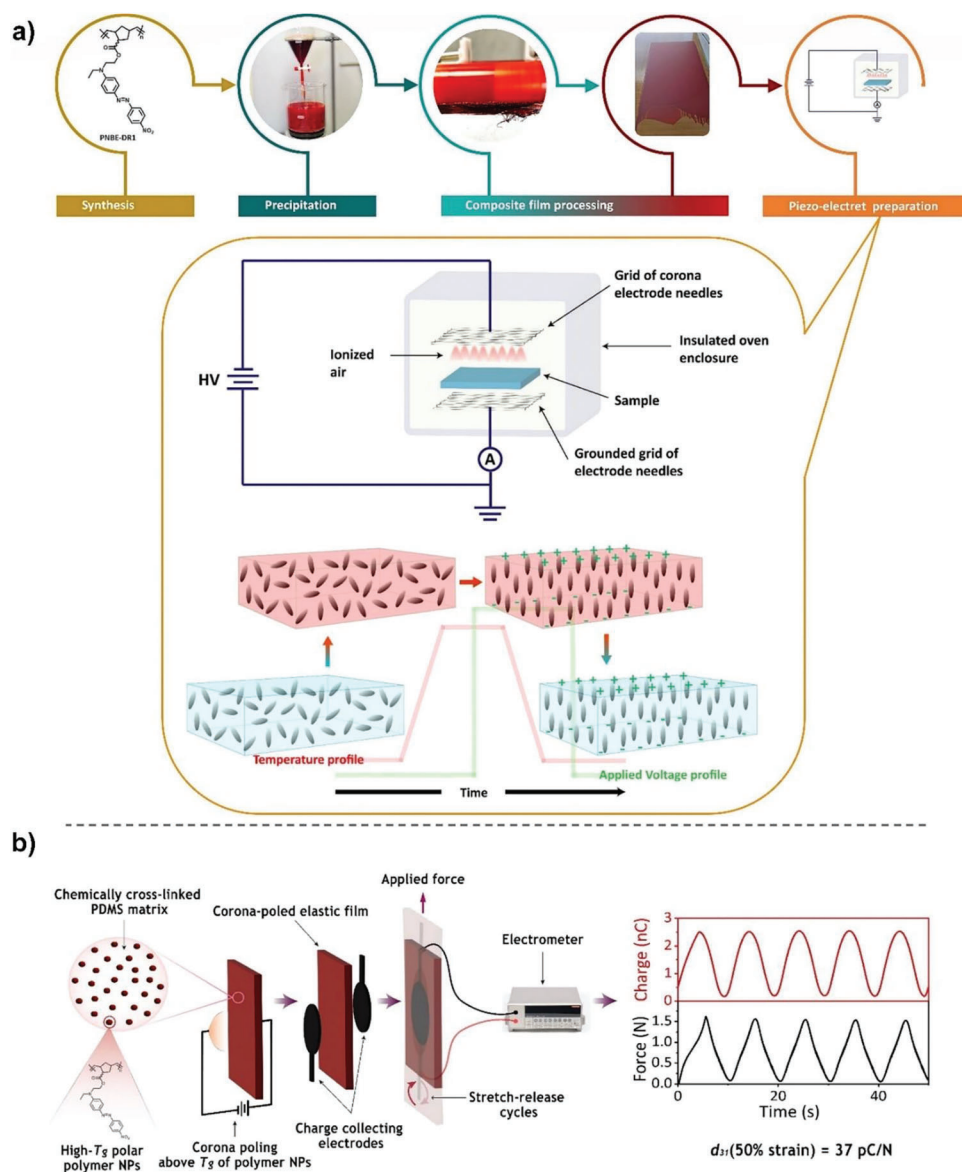 a)
O
O
N
N
N
NO₂
PNBE-DR1
Synthesis
Precipitation
Composite film processing
Piezo-electret preparation
Grid of corona
electrode needles
Ionized
air
Insulated oven
enclosure
HV
Sample
A
Grounded grid of
electrode needles
Temperature profile
Applied Voltage profile
Time
b)
Chemically cross-linked
PDMS matrix
Corona-poled elastic film
Applied force
Electrometer
High-Tg polar
polymer NPs
Corona poling
above Tg of polymer NPs
Charge collecting
electrodes
Stretch-release
cycles
Charge (nC)
3
2
1
0
Force (N)
1.5
1.0
0.5
0.0
0 20 40
Time (s)
d₃₁(50% strain) = 37 pC/N